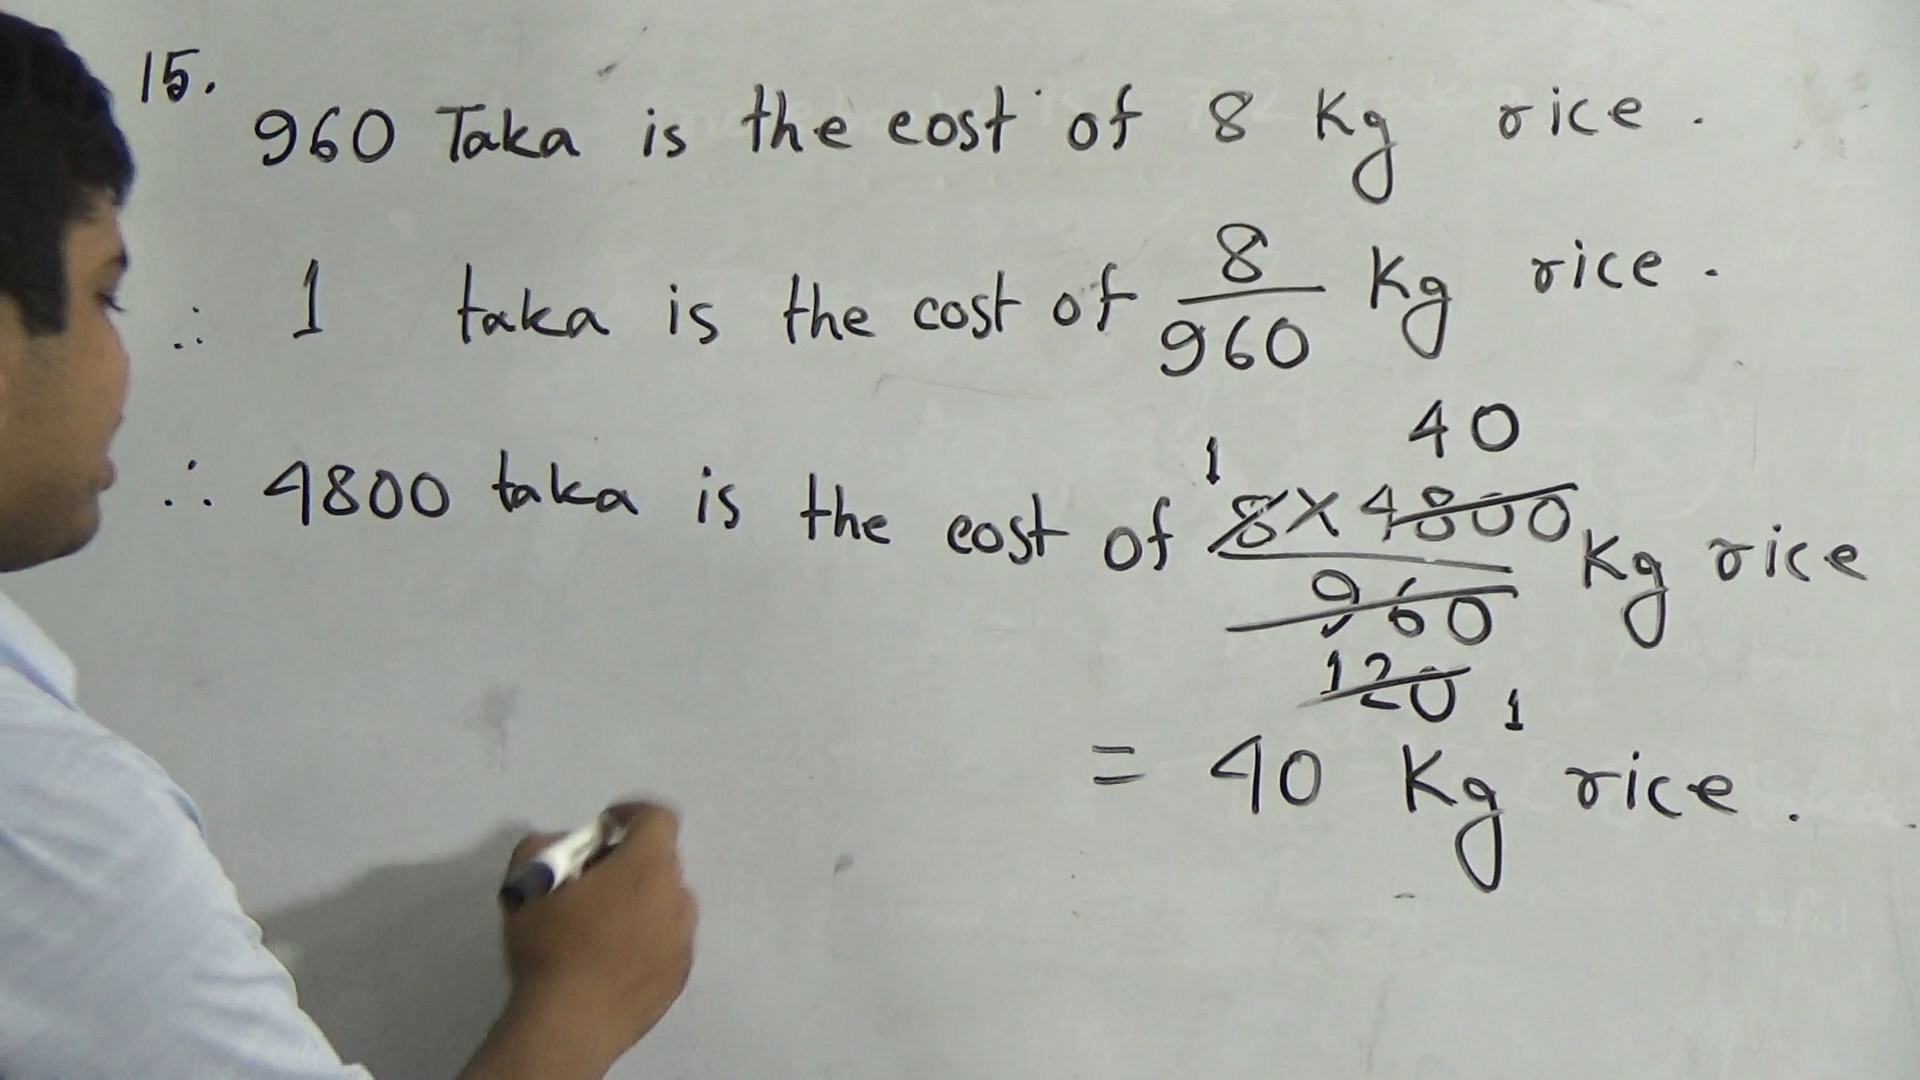 15.
960 Taka is the cost of 8 Kg rice.
∴ 1 taka is the cost of 8/960 Kg rice.
1 40
∴ 4800 taka is the cost of 8×4800/960 Kg rice
120 1
= 40 Kg rice.